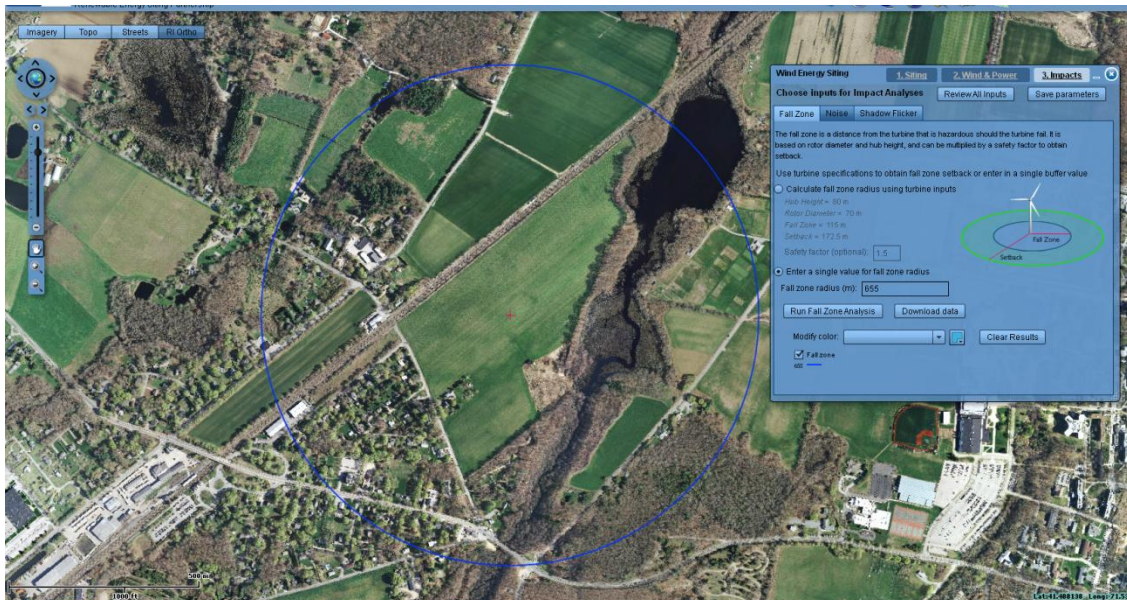 Renewable Energy Siting Partnership
Imagery Topo Streets RI Ortho
Wind Energy Siting 1. Siting 2. Wind & Power 3. Impacts
Choose inputs for Impact Analyses Review All Inputs Save parameters
Fall Zone Noise Shadow Flicker
The fall zone is a distance from the turbine that is hazardous should the turbine fail. It is
based on rotor diameter and hub height, and can be multiplied by a safety factor to obtain
setback.
Use turbine specifications to obtain fall zone setback or enter in a single buffer value
Calculate fall zone radius using turbine inputs
Hub Height = 80 m
Rotor Diameter = 70 m
Fall Zone = 115 m
Setback = 172.5 m
Safety factor (optional): 1.5
Fall Zone
Setback
Enter a single value for fall zone radius
Fall zone radius (m): 655
Run Fall Zone Analysis Download data
Modify color: Clear Results
Fall zone
655
500 m
1000 ft